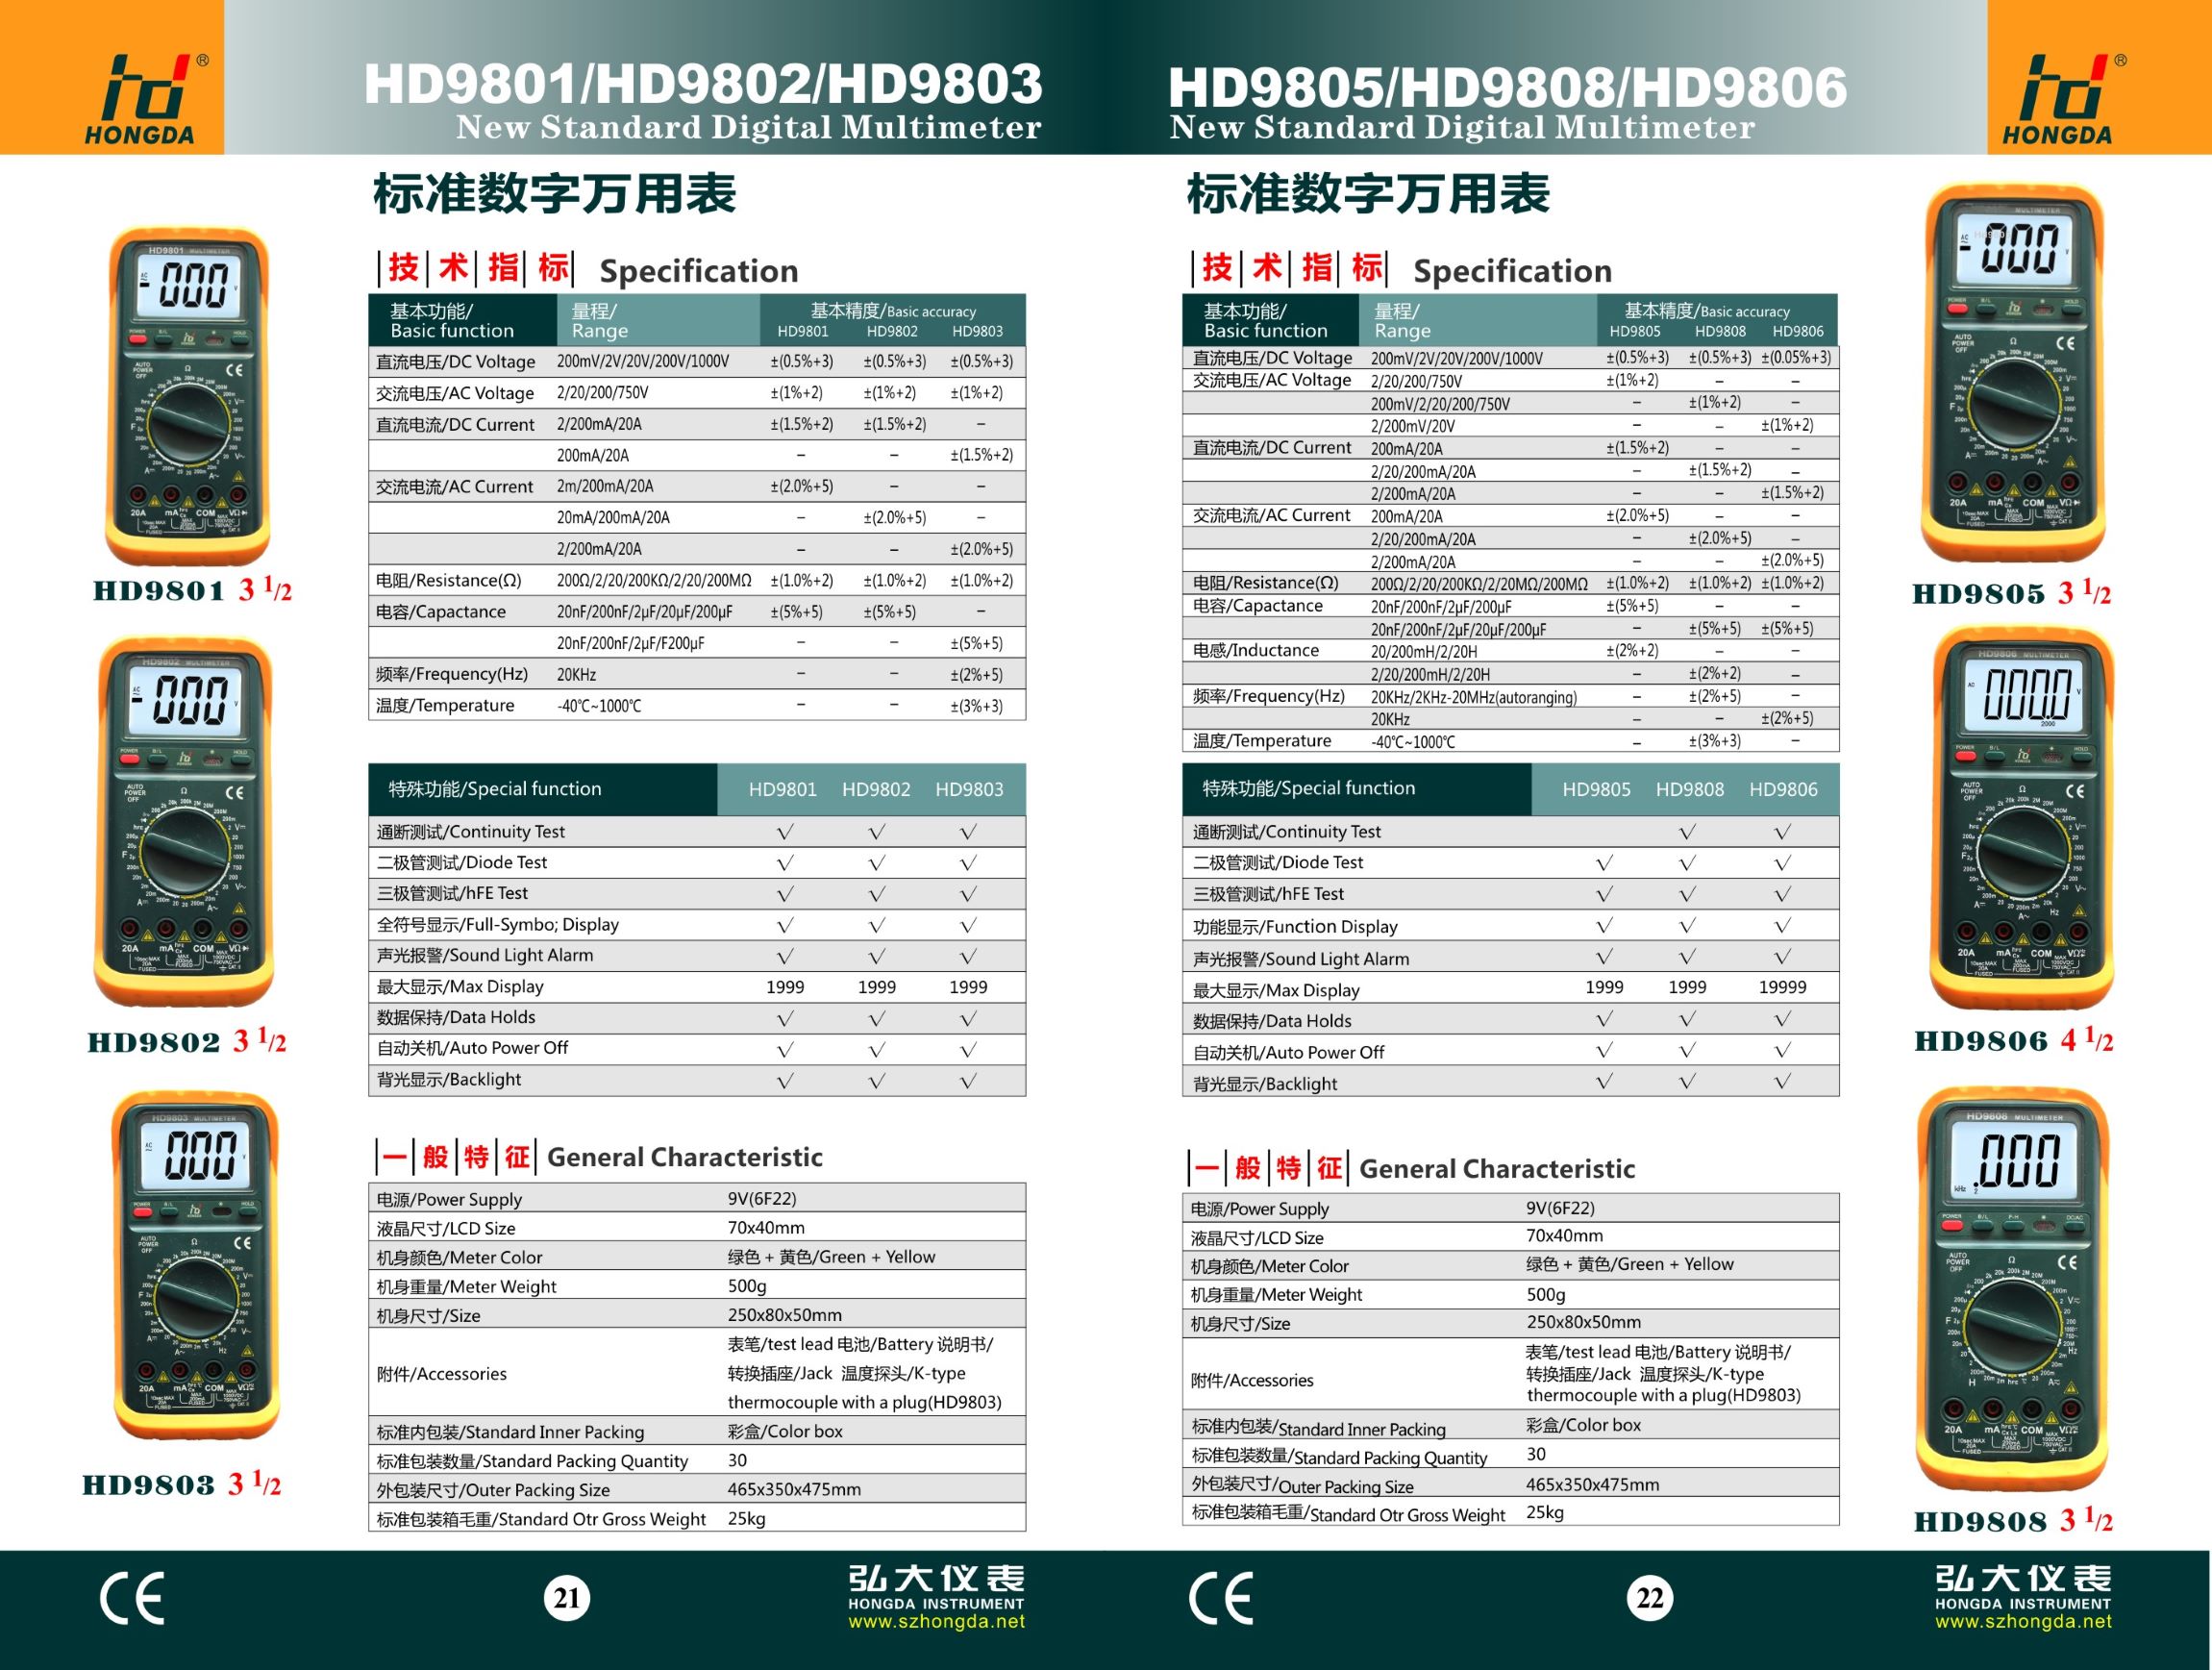 hd®
HONGDA
HD9801/HD9802/HD9803
New Standard Digital Multimeter
标准数字万用表
技术指标 Specification
基本功能/Basic function 量程/Range 基本精度/Basic accuracy
HD9801 HD9802 HD9803
直流电压/DC Voltage 200mV/2V/20V/200V/1000V ±(0.5%+3) ±(0.5%+3) ±(0.5%+3)
交流电压/AC Voltage 2/20/200/750V ±(1%+2) ±(1%+2) ±(1%+2)
直流电流/DC Current 2/200mA/20A ±(1.5%+2) ±(1.5%+2) –
200mA/20A – – ±(1.5%+2)
交流电流/AC Current 2m/200mA/20A ±(2.0%+5) – –
20mA/200mA/20A – ±(2.0%+5) –
2/200mA/20A – – ±(2.0%+5)
电阻/Resistance(Ω) 200Ω/2/20/200KΩ/2/20/200MΩ ±(1.0%+2) ±(1.0%+2) ±(1.0%+2)
电容/Capactance 20nF/200nF/2μF/20μF/200μF ±(5%+5) ±(5%+5) –
20nF/200nF/2μF/F200μF – – ±(5%+5)
频率/Frequency(Hz) 20KHz – – ±(2%+5)
温度/Temperature -40℃~1000℃ – – ±(3%+3)
特殊功能/Special function HD9801 HD9802 HD9803
通断测试/Continuity Test √ √ √
二极管测试/Diode Test √ √ √
三极管测试/hFE Test √ √ √
全符号显示/Full-Symbo; Display √ √ √
声光报警/Sound Light Alarm √ √ √
最大显示/Max Display 1999 1999 1999
数据保持/Data Holds √ √ √
自动关机/Auto Power Off √ √ √
背光显示/Backlight √ √ √
一般特征 General Characteristic
电源/Power Supply 9V(6F22)
液晶尺寸/LCD Size 70x40mm
机身颜色/Meter Color 绿色 + 黄色/Green + Yellow
机身重量/Meter Weight 500g
机身尺寸/Size 250x80x50mm
附件/Accessories 表笔/test lead 电池/Battery 说明书/
转换插座/Jack 温度探头/K-type
thermocouple with a plug(HD9803)
标准内包装/Standard Inner Packing 彩盒/Color box
标准包装数量/Standard Packing Quantity 30
外包装尺寸/Outer Packing Size 465x350x475mm
标准包装箱毛重/Standard Otr Gross Weight 25kg
HD9801 3 1/2
HD9802 3 1/2
HD9803 3 1/2
CE
21
弘大仪表
HONGDA INSTRUMENT
www.szhongda.net
HD9805/HD9808/HD9806
New Standard Digital Multimeter
hd®
HONGDA
标准数字万用表
技术指标 Specification
基本功能/Basic function 量程/Range 基本精度/Basic accuracy
HD9805 HD9808 HD9806
直流电压/DC Voltage 200mV/2V/20V/200V/1000V ±(0.5%+3) ±(0.5%+3) ±(0.05%+3)
交流电压/AC Voltage 2/20/200/750V ±(1%+2) – –
200mV/2/20/200/750V – ±(1%+2) –
2/200mV/20V – – ±(1%+2)
直流电流/DC Current 200mA/20A ±(1.5%+2) – –
2/20/200mA/20A – ±(1.5%+2) –
2/200mA/20A – – ±(1.5%+2)
交流电流/AC Current 200mA/20A ±(2.0%+5) – –
2/20/200mA/20A – ±(2.0%+5) –
2/200mA/20A – – ±(2.0%+5)
电阻/Resistance(Ω) 200Ω/2/20/200KΩ/2/20MΩ/200MΩ ±(1.0%+2) ±(1.0%+2) ±(1.0%+2)
电容/Capactance 20nF/200nF/2μF/200μF ±(5%+5) – –
20nF/200nF/2μF/20μF/200μF – ±(5%+5) ±(5%+5)
电感/Inductance 20/200mH/2/20H ±(2%+2) – –
2/20/200mH/2/20H – ±(2%+2) –
频率/Frequency(Hz) 20KHz/2KHz-20MHz(autoranging) – ±(2%+5) –
20KHz – – ±(2%+5)
温度/Temperature -40℃~1000℃ – ±(3%+3) –
特殊功能/Special function HD9805 HD9808 HD9806
通断测试/Continuity Test √ √
二极管测试/Diode Test √ √ √
三极管测试/hFE Test √ √ √
功能显示/Function Display √ √ √
声光报警/Sound Light Alarm √ √ √
最大显示/Max Display 1999 1999 19999
数据保持/Data Holds √ √ √
自动关机/Auto Power Off √ √ √
背光显示/Backlight √ √ √
一般特征 General Characteristic
电源/Power Supply 9V(6F22)
液晶尺寸/LCD Size 70x40mm
机身颜色/Meter Color 绿色 + 黄色/Green + Yellow
机身重量/Meter Weight 500g
机身尺寸/Size 250x80x50mm
附件/Accessories 表笔/test lead 电池/Battery 说明书/
转换插座/Jack 温度探头/K-type
thermocouple with a plug(HD9803)
标准内包装/Standard Inner Packing 彩盒/Color box
标准包装数量/Standard Packing Quantity 30
外包装尺寸/Outer Packing Size 465x350x475mm
标准包装箱毛重/Standard Otr Gross Weight 25kg
HD9805 3 1/2
HD9806 4 1/2
HD9808 3 1/2
CE
22
弘大仪表
HONGDA INSTRUMENT
www.szhongda.net